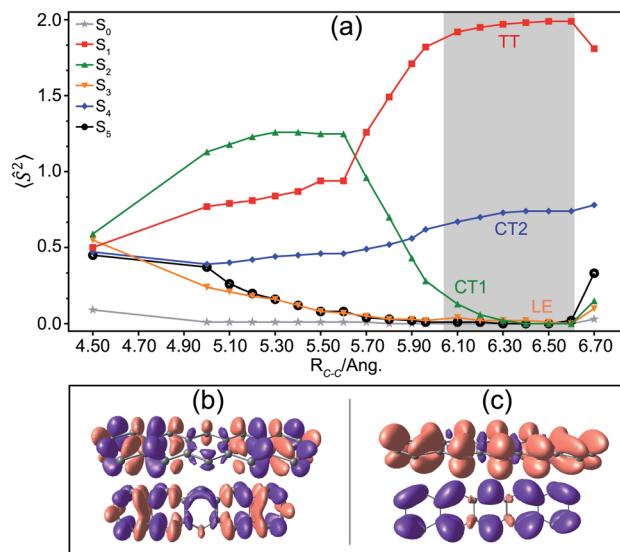 (a)
S₀
S₁
S₂
S₃
S₄
S₅
TT
CT2
CT1
LE
⟨Ŝ²⟩
2.0
1.5
1.0
0.5
0.0
4.50 4.70 4.90 5.10 5.30 5.50 5.70 5.90 6.10 6.30 6.50 6.70
R_C-C/Ang.
(b) (c)